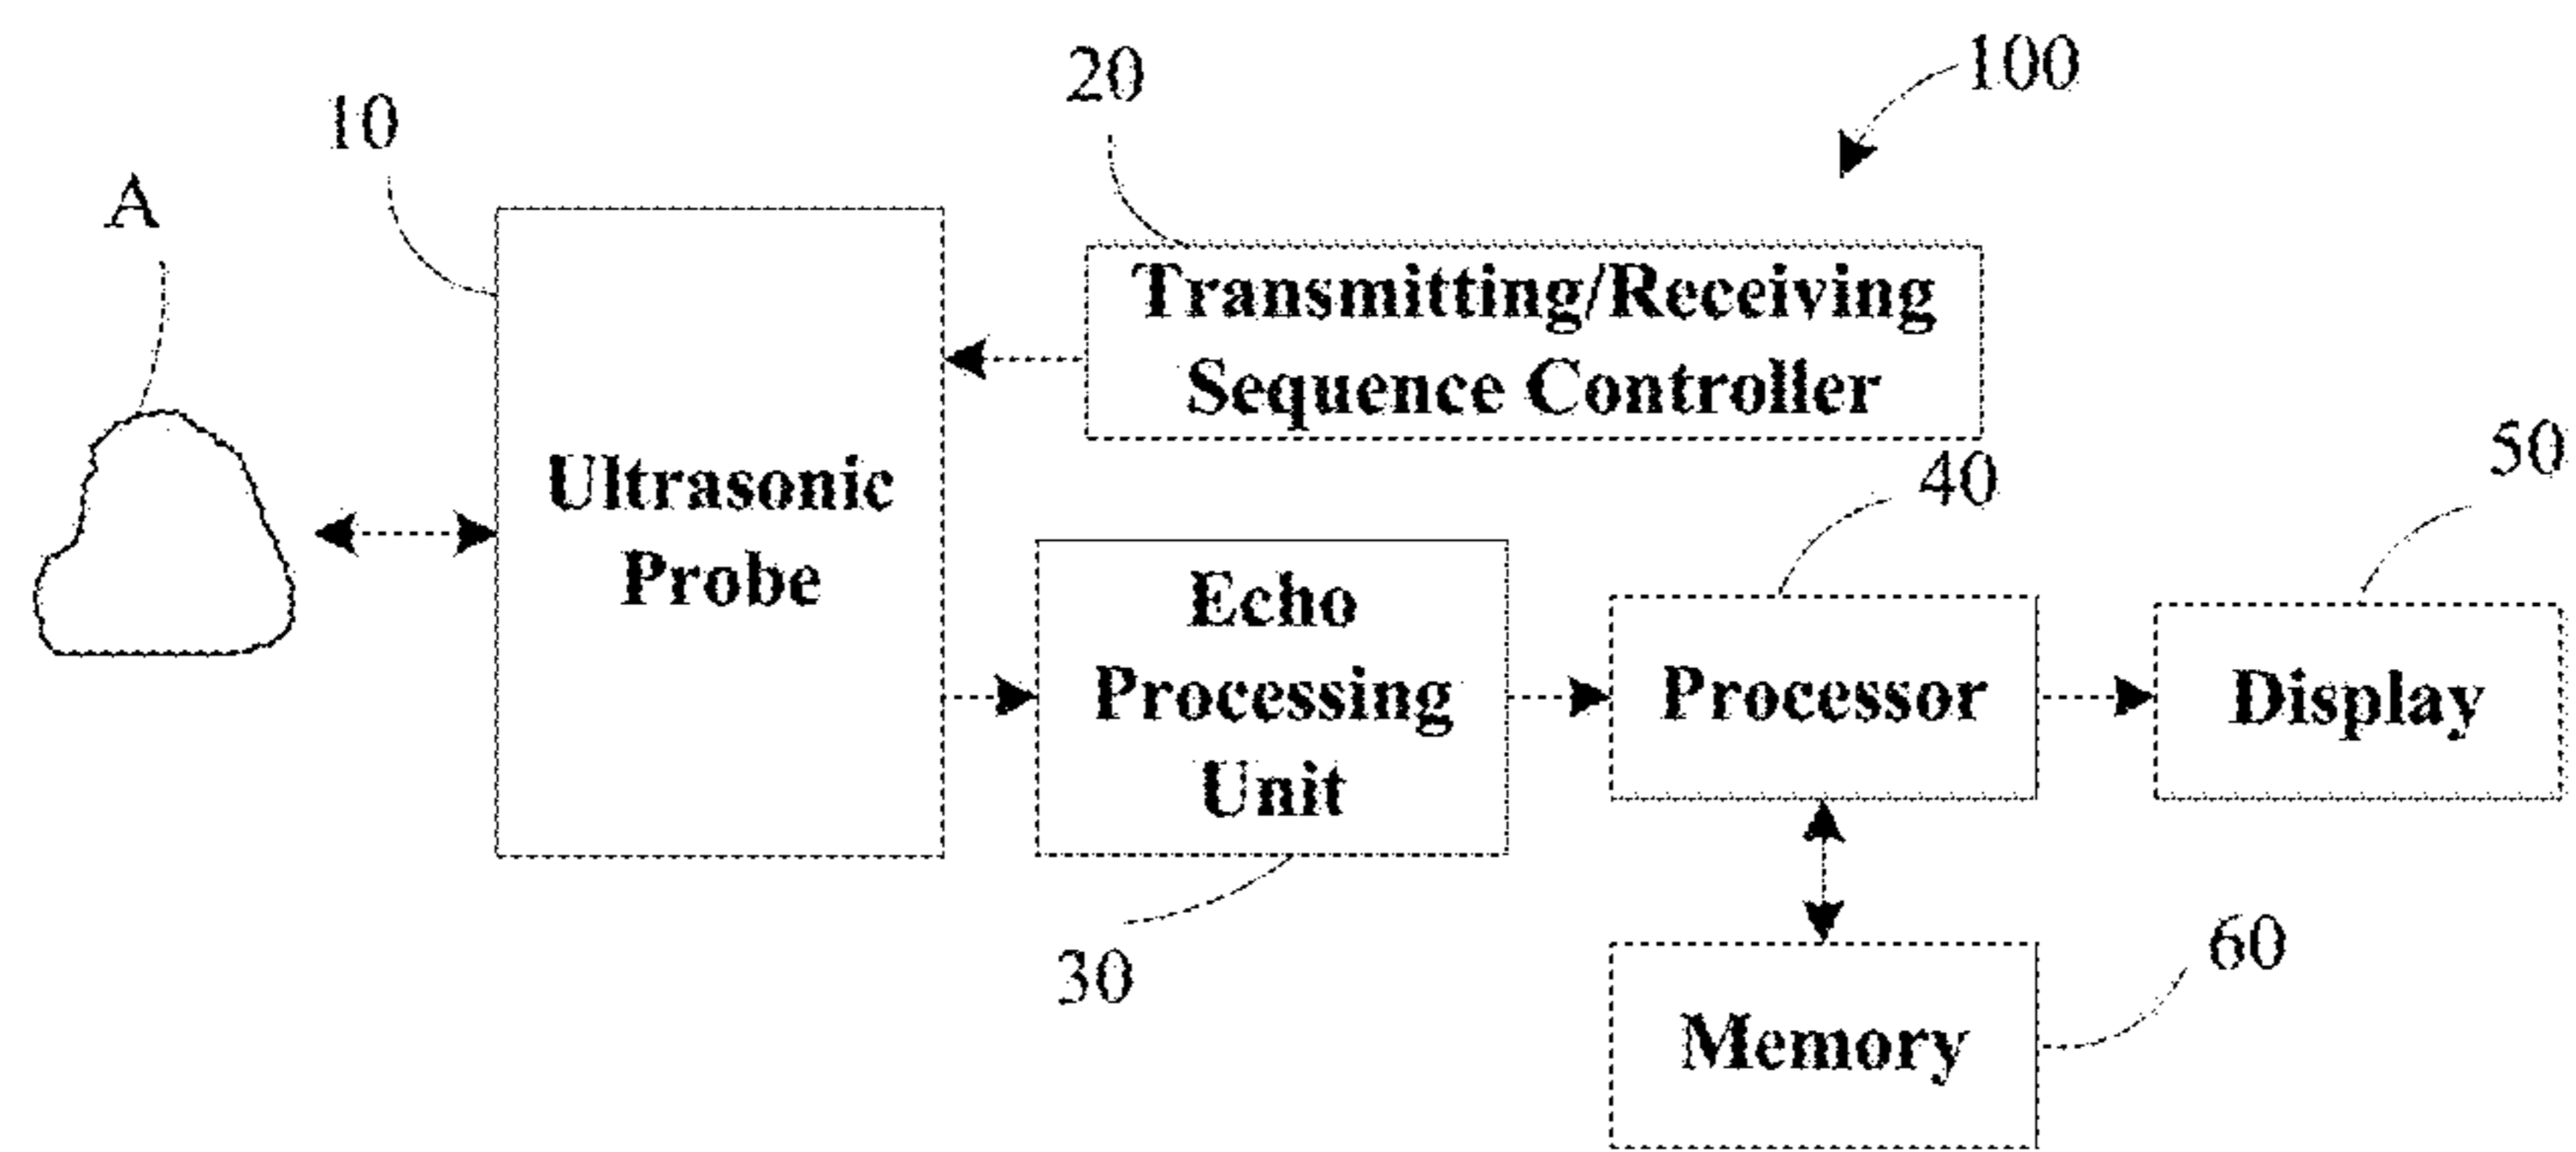 100
20
10
A
Transmitting/Receiving
Sequence Controller
50
40
Ultrasonic
Probe
Echo
Processing
Unit
Processor
Display
30
60
Memory